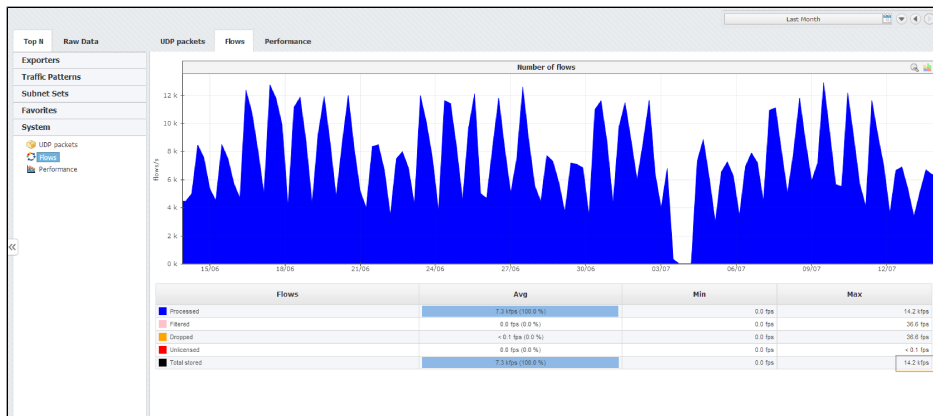 Last Month
Top N Raw Data UDP packets Flows Performance
Exporters
Traffic Patterns
Subnet Sets
Favorites
System
UDP packets
Flows
Performance
Number of flows
flows/s
12 k
10 k
8 k
6 k
4 k
2 k
0 k
15/06 18/06 21/06 24/06 27/06 30/06 03/07 06/07 09/07 12/07
Flows Avg Min Max
Processed 7.3 kfps (100.0 %) 0.0 fps 14.2 kfps
Filtered 0.0 fps (0.0 %) 0.0 fps 36.6 fps
Dropped < 0.1 fps (0.0 %) 0.0 fps 36.6 fps
Unlicensed 0.0 fps (0.0 %) 0.0 fps < 0.1 fps
Total stored 7.3 kfps (100.0 %) 0.0 fps 14.2 kfps